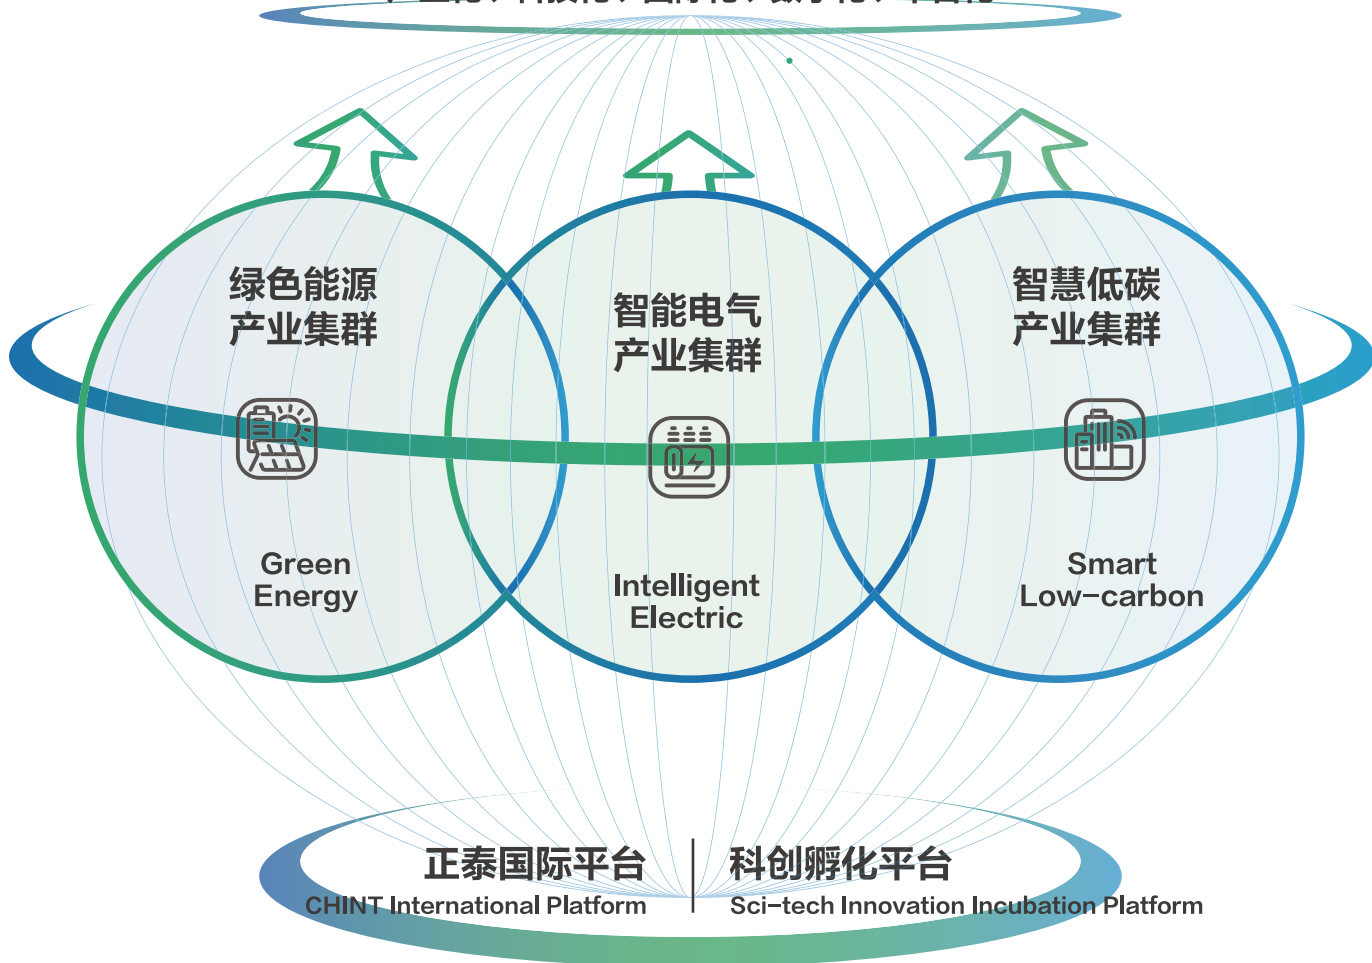 绿色能源
产业集群
Green
Energy
智能电气
产业集群
Intelligent
Electric
智慧低碳
产业集群
Smart
Low-carbon
正泰国际平台
CHINT International Platform
科创孵化平台
Sci-tech Innovation Incubation Platform